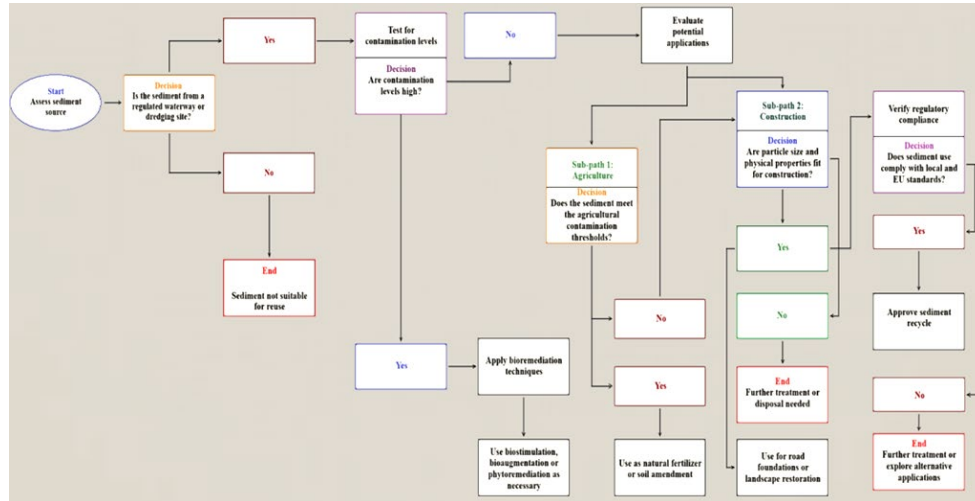 Start
Assess sediment
source
Decision
Is the sediment from a
regulated waterway or
dredging site?
Yes
No
End
Sediment not suitable
for reuse
Test for
contamination levels
Decision
Are contamination
levels high?
No
Yes
Apply bioremediation
techniques
Use biostimulation,
bioaugmentation or
phytoremediation as
necessary
Evaluate
potential
applications
Sub-path 1:
Agriculture
Decision
Does the sediment meet
the agricultural
contamination
thresholds?
No
Yes
Use as natural fertilizer
or soil amendment
Sub-path 2:
Construction
Decision
Are particle size and
physical properties fit
for construction?
Yes
No
End
Further treatment or
disposal needed
Use for road
foundations or
landscape restoration
Verify regulatory
compliance
Decision
Does sediment use
comply with local and
EU standards?
Yes
Approve sediment
recycle
No
End
Further treatment or
explore alternative
applications